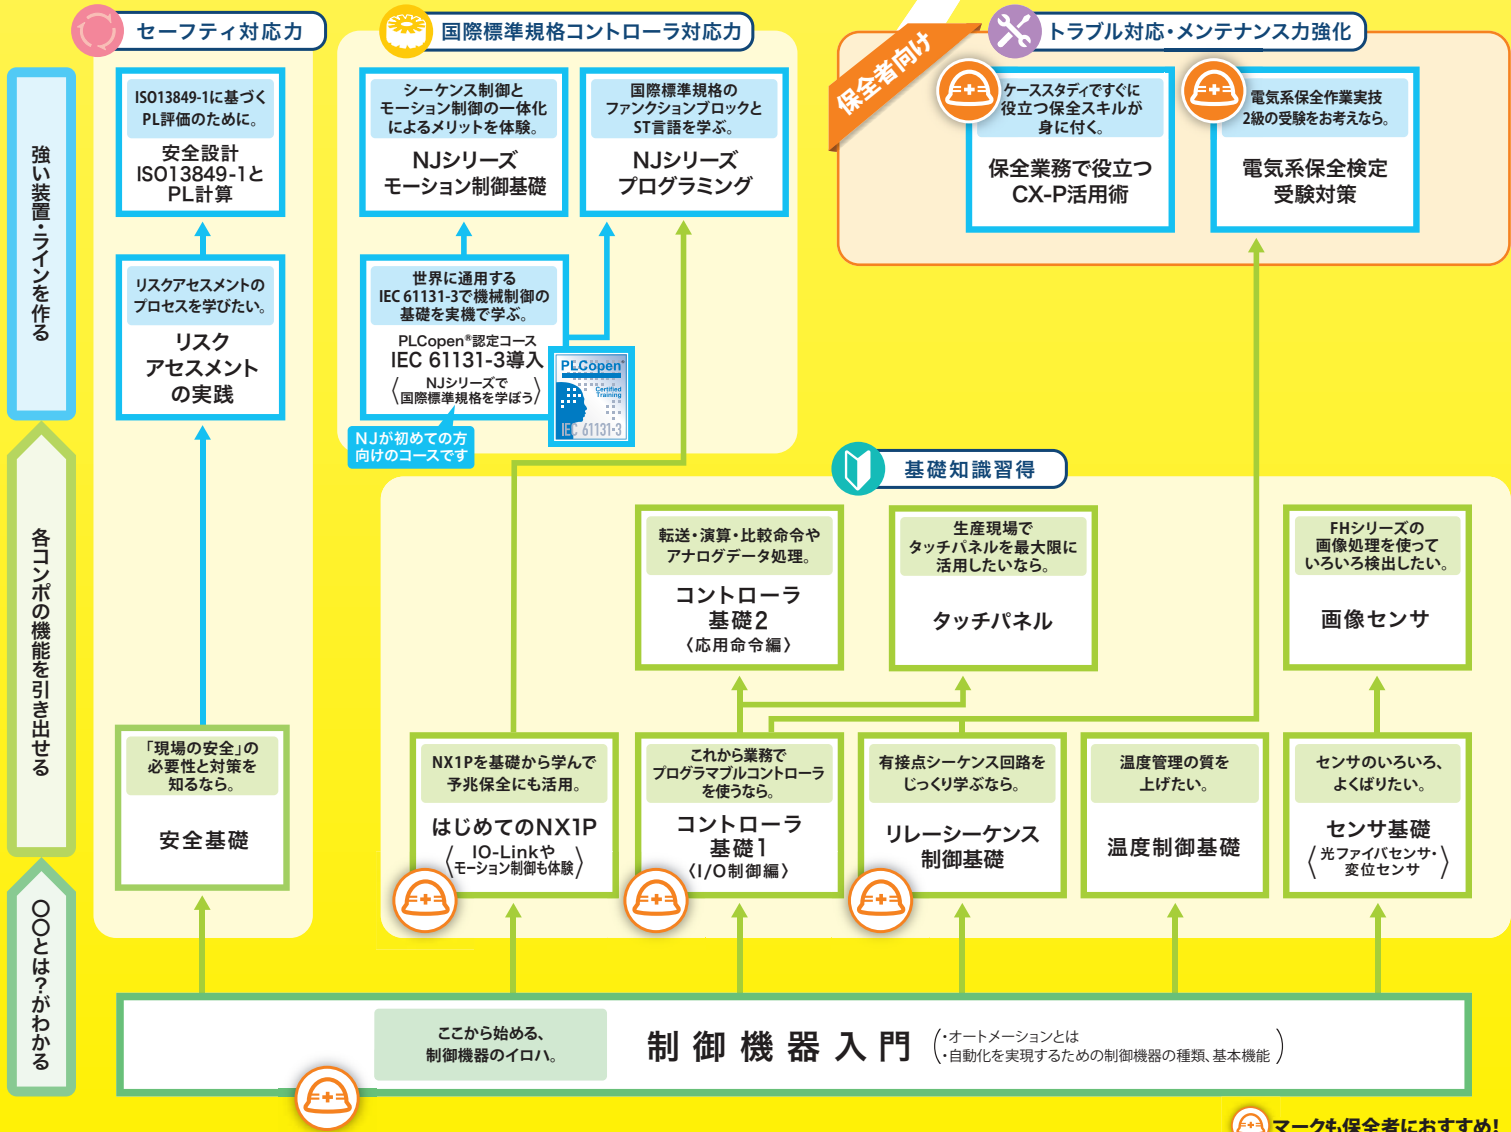 セーフティ対応力
国際標準規格コントローラ対応力
トラブル対応・メンテナンス力強化
保全者向け
強い装置・ラインを作る
各コンポの機能を引き出せる
〇〇とは？がわかる
ISO13849-1に基づく
PL評価のために。
安全設計
ISO13849-1と
PL計算
リスクアセスメントの
プロセスを学びたい。
リスク
アセスメント
の実践
「現場の安全」の
必要性と対策を
知るなら。
安全基礎
シーケンス制御と
モーション制御の一体化
によるメリットを体験。
NJシリーズ
モーション制御基礎
国際標準規格の
ファンクションブロックと
ST言語を学ぶ。
NJシリーズ
プログラミング
世界に通用する
IEC 61131-3で機械制御の
基礎を実機で学ぶ。
PLCopen®認定コース
IEC 61131-3導入
〈NJシリーズで
国際標準規格を学ぼう〉
PLCopen®
Certified
Training
IEC 61131-3
NJが初めての方
向けのコースです
ケーススタディですぐに
役立つ保全スキルが
身に付く。
保全業務で役立つ
CX-P活用術
電気系保全作業実技
2級の受験をお考えなら。
電気系保全検定
受験対策
基礎知識習得
転送・演算・比較命令や
アナログデータ処理。
コントローラ
基礎2
〈応用命令編〉
生産現場で
タッチパネルを最大限に
活用したいなら。
タッチパネル
FHシリーズの
画像処理を使って
いろいろ検出したい。
画像センサ
NX1Pを基礎から学んで
予兆保全にも活用。
はじめてのNX1P
〈IO-Linkや
モーション制御も体験〉
これから業務で
プログラマブルコントローラ
を使うなら。
コントローラ
基礎1
〈I/O制御編〉
有接点シーケンス回路を
じっくり学ぶなら。
リレーシーケンス
制御基礎
温度管理の質を
上げたい。
温度制御基礎
センサのいろいろ、
よくばりたい。
センサ基礎
〈光ファイバセンサ・
変位センサ〉
ここから始める、
制御機器のイロハ。
制御機器入門
(・オートメーションとは
・自動化を実現するための制御機器の種類、基本機能)
マークも保全者におすすめ！